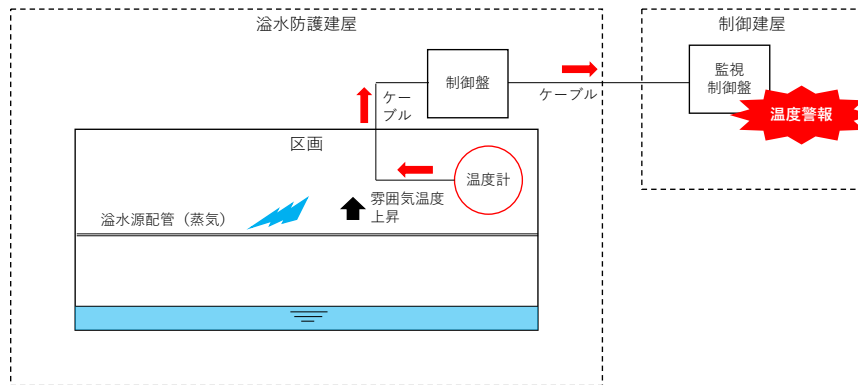 溢水防護建屋
制御建屋
制御盤
監視
制御盤
ケー
ブル
ケーブル
温度警報
区画
温度計
雰囲気温度
上昇
溢水源配管（蒸気）